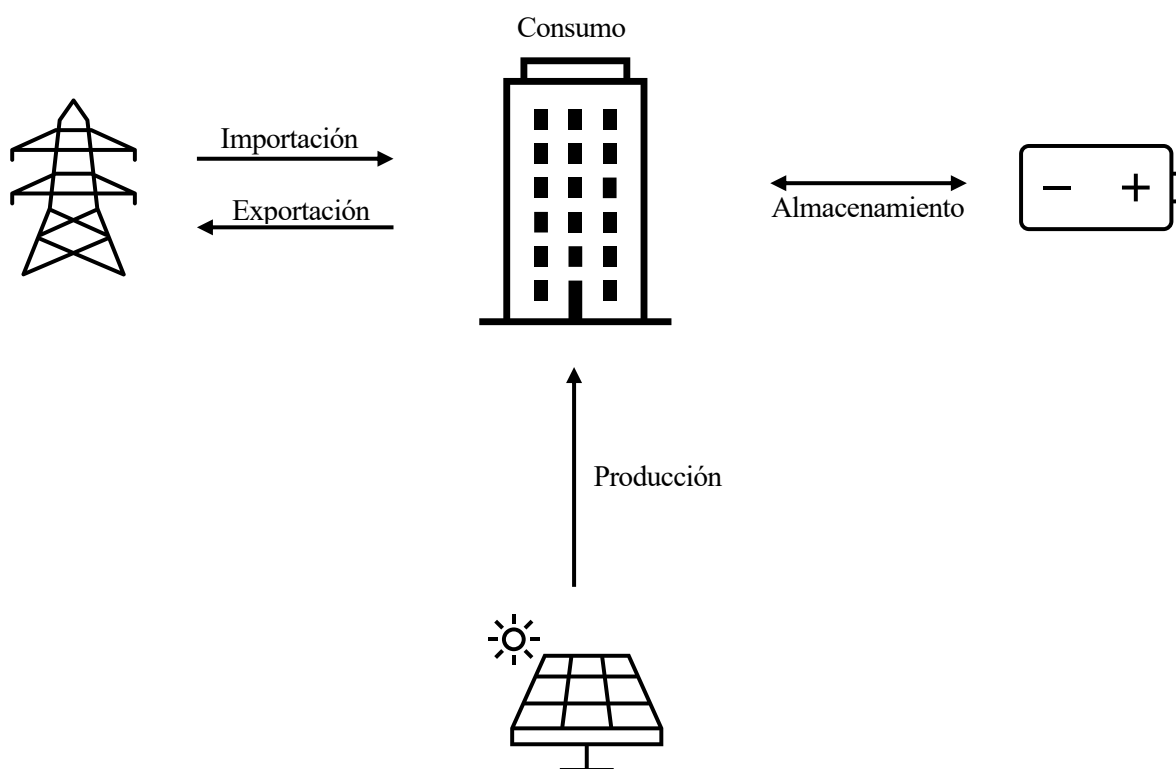 Consumo
Importación
Exportación
Almacenamiento
Producción